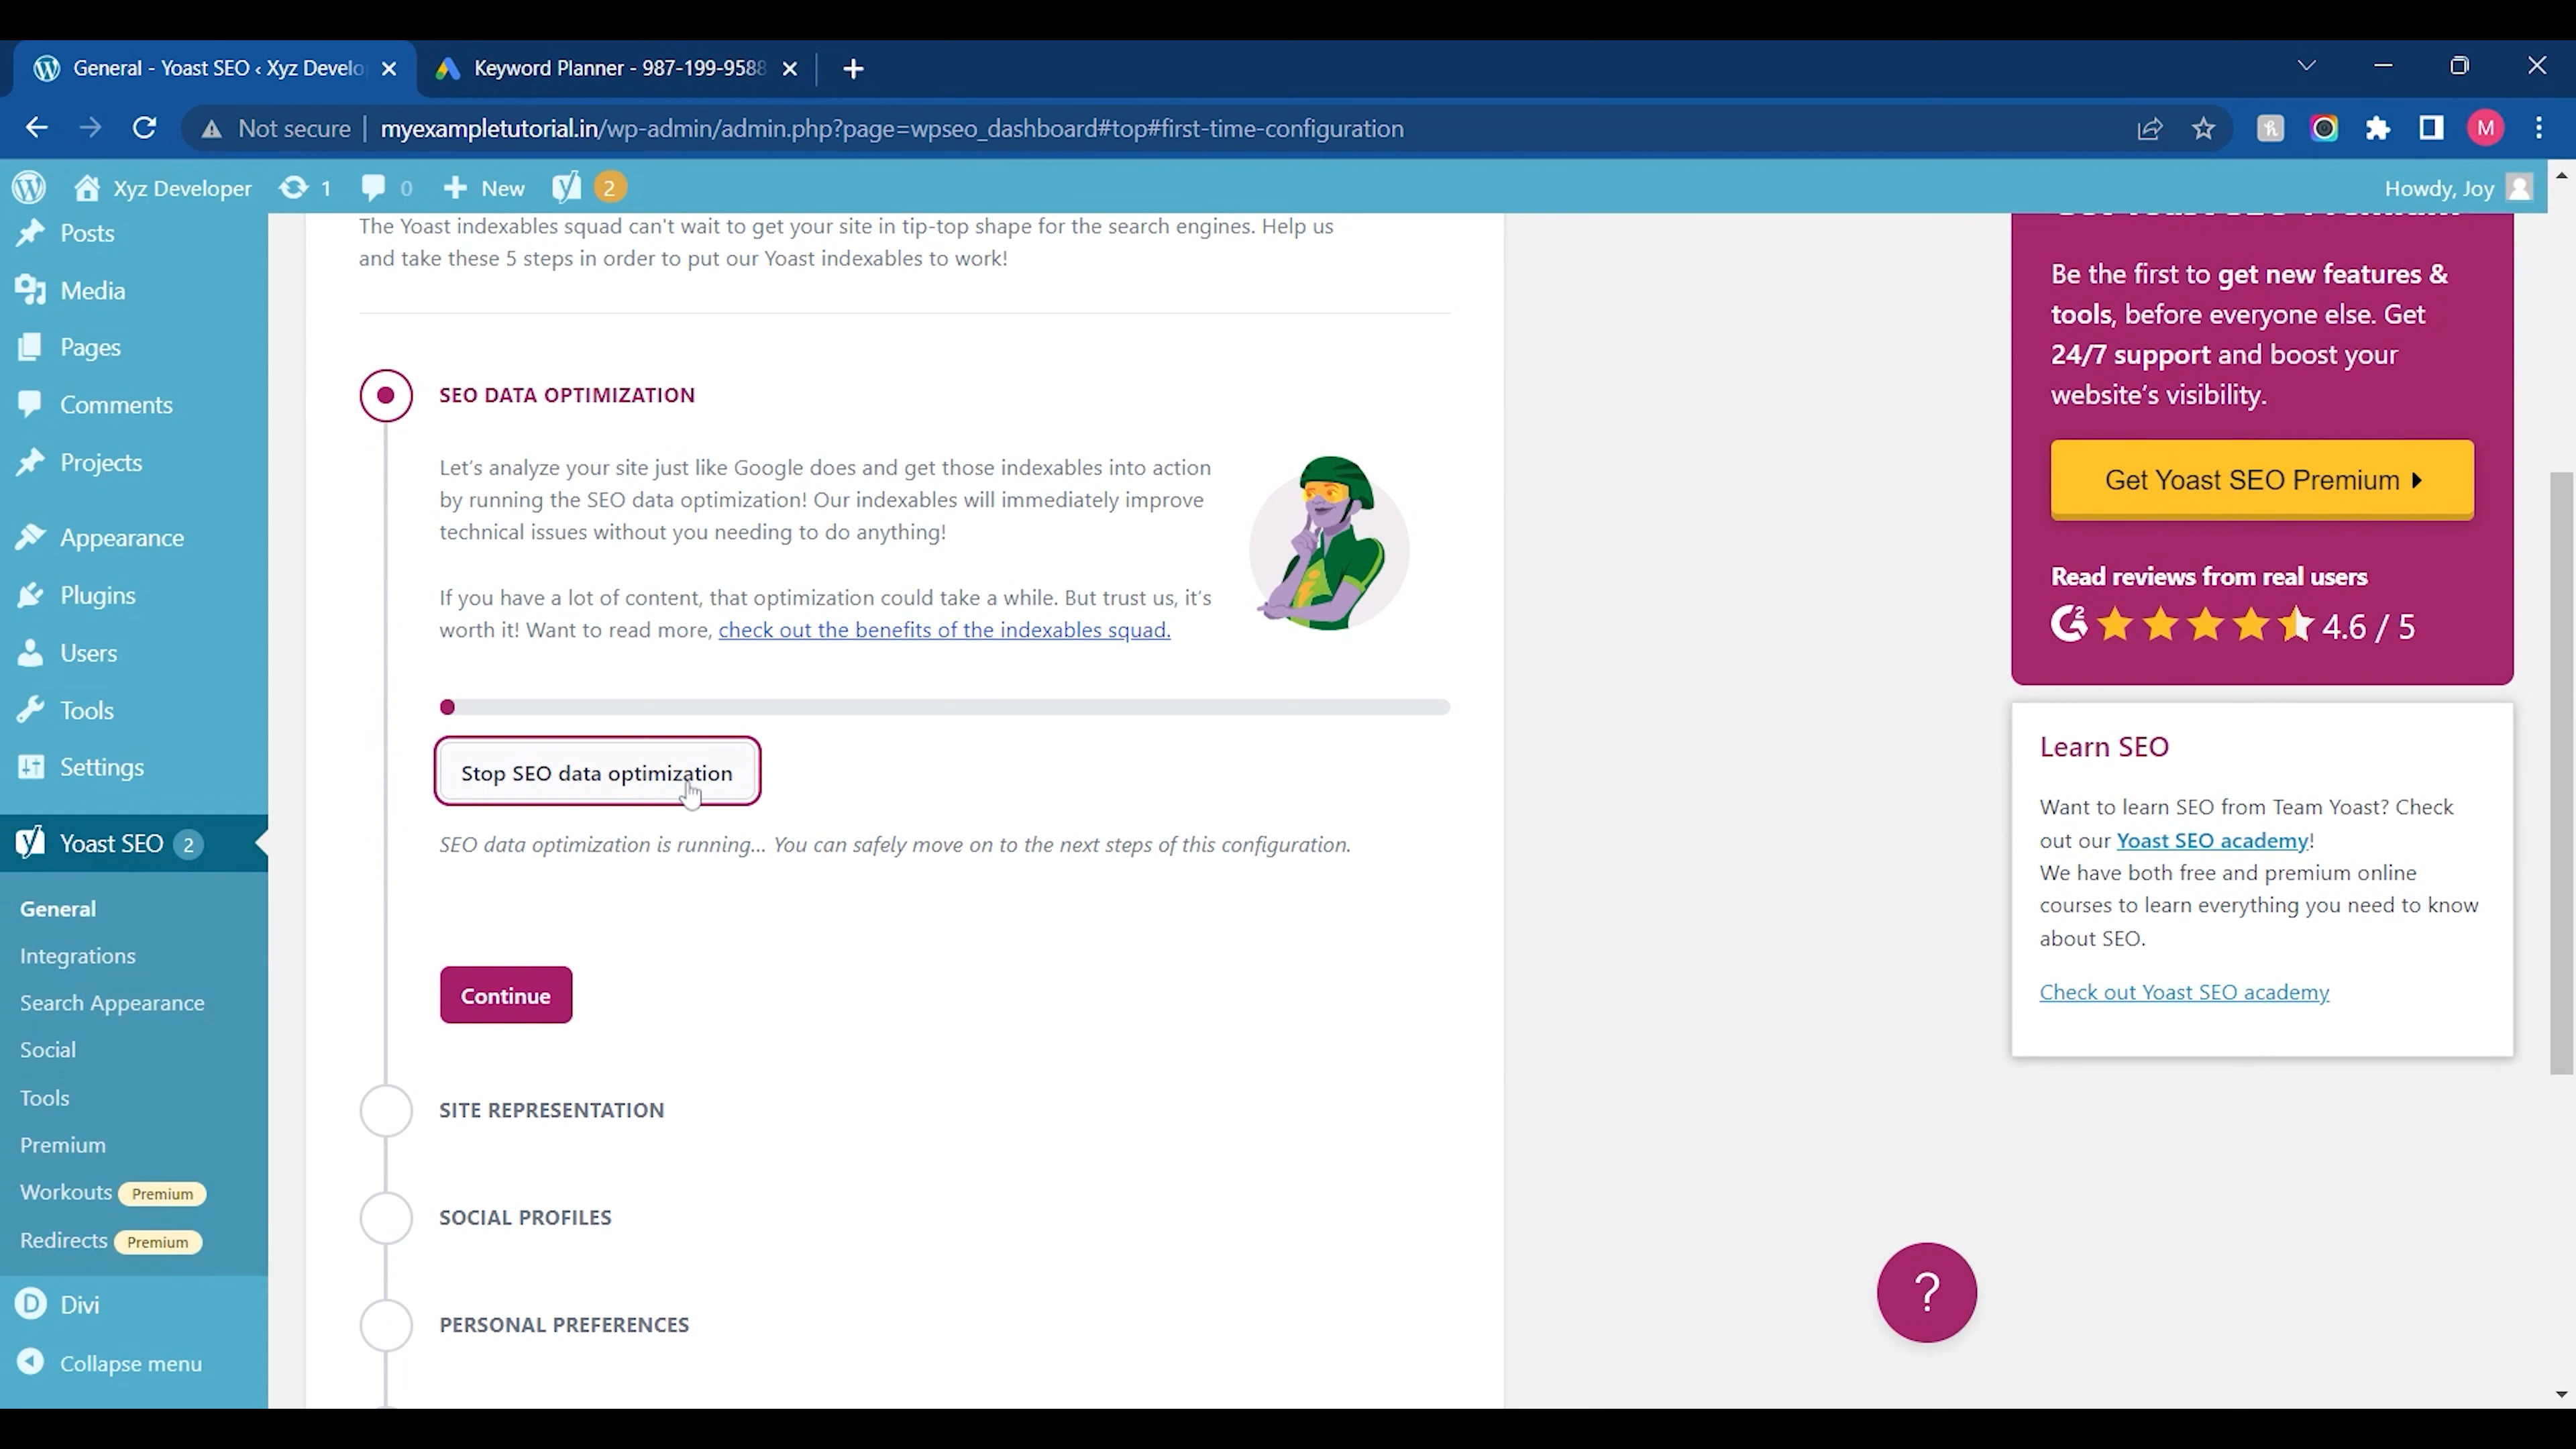 General - Yoast SEO ‹ Xyz Develo
Keyword Planner - 987-199-9588
Not secure
myexampletutorial.in/wp-admin/admin.php?page=wpseo_dashboard#top#first-time-configuration
M
Xyz Developer
1
0
New
2
Howdy, Joy
Posts
Media
Pages
Comments
Projects
Appearance
Plugins
Users
Tools
Settings
Yoast SEO 2
General
Integrations
Search Appearance
Social
Tools
Premium
Workouts Premium
Redirects Premium
Divi
Collapse menu
The Yoast indexables squad can't wait to get your site in tip-top shape for the search engines. Help us
and take these 5 steps in order to put our Yoast indexables to work!
SEO DATA OPTIMIZATION
Let's analyze your site just like Google does and get those indexables into action
by running the SEO data optimization! Our indexables will immediately improve
technical issues without you needing to do anything!
If you have a lot of content, that optimization could take a while. But trust us, it's
worth it! Want to read more, check out the benefits of the indexables squad.
Stop SEO data optimization
SEO data optimization is running... You can safely move on to the next steps of this configuration.
Continue
SITE REPRESENTATION
SOCIAL PROFILES
PERSONAL PREFERENCES
Be the first to get new features &
tools, before everyone else. Get
24/7 support and boost your
website's visibility.
Get Yoast SEO Premium
Read reviews from real users
4.6 / 5
Learn SEO
Want to learn SEO from Team Yoast? Check
out our Yoast SEO academy!
We have both free and premium online
courses to learn everything you need to know
about SEO.
Check out Yoast SEO academy
?